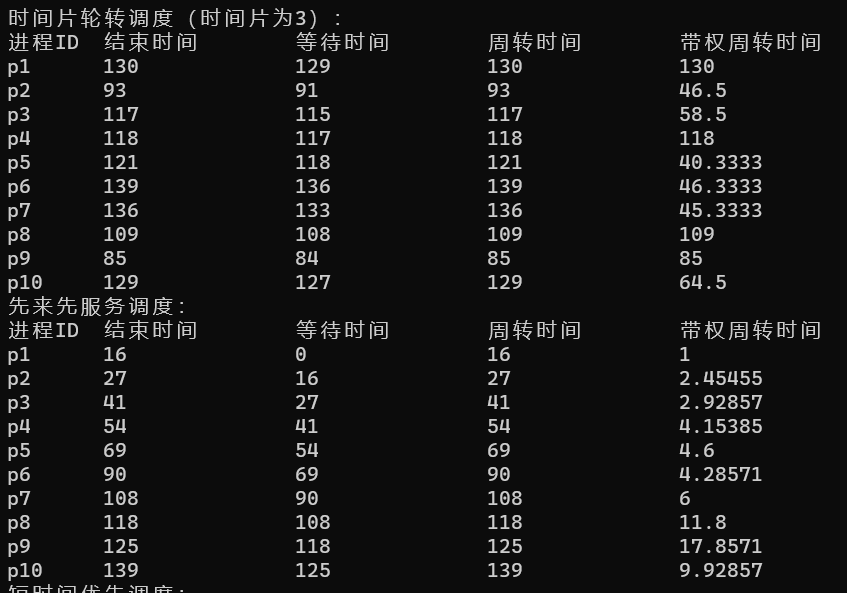 时间片轮转调度（时间片为3）：
进程ID 结束时间 等待时间 周转时间 带权周转时间
p1 130 129 130 130
p2 93 91 93 46.5
p3 117 115 117 58.5
p4 118 117 118 118
p5 121 118 121 40.3333
p6 139 136 139 46.3333
p7 136 133 136 45.3333
p8 109 108 109 109
p9 85 84 85 85
p10 129 127 129 64.5
先来先服务调度：
进程ID 结束时间 等待时间 周转时间 带权周转时间
p1 16 0 16 1
p2 27 16 27 2.45455
p3 41 27 41 2.92857
p4 54 41 54 4.15385
p5 69 54 69 4.6
p6 90 69 90 4.28571
p7 108 90 108 6
p8 118 108 118 11.8
p9 125 118 125 17.8571
p10 139 125 139 9.92857
短时间优先调度：